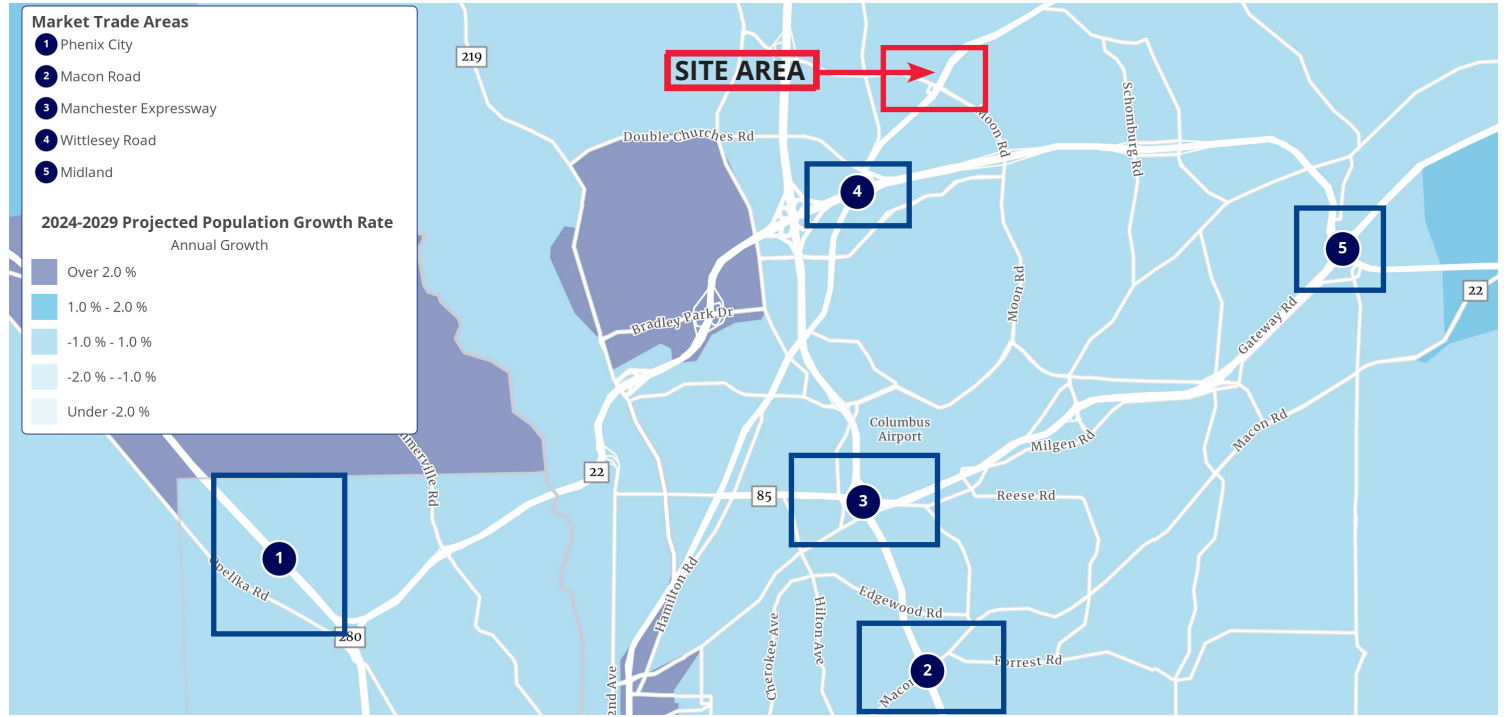 Market Trade Areas
1 Phenix City
2 Macon Road
3 Manchester Expressway
4 Wittlesey Road
5 Midland
2024-2029 Projected Population Growth Rate
Annual Growth
Over 2.0 %
1.0 % - 2.0 %
-1.0 % - 1.0 %
-2.0 % - -1.0 %
Under -2.0 %
219
SITE AREA
Double Churches Rd
Moon Rd
Schomburg Rd
4
5
22
Moon Rd
Bradley Park Dr
Gateway Rd
Columbus
Airport
Milgen Rd
Macon Rd
merville Rd
22
85
3
Reese Rd
1
Opelika Rd
280
Hamilton Rd
Edgewood Rd
Cherokee Ave
Hilton Ave
2
Forrest Rd
2nd Ave
Macon